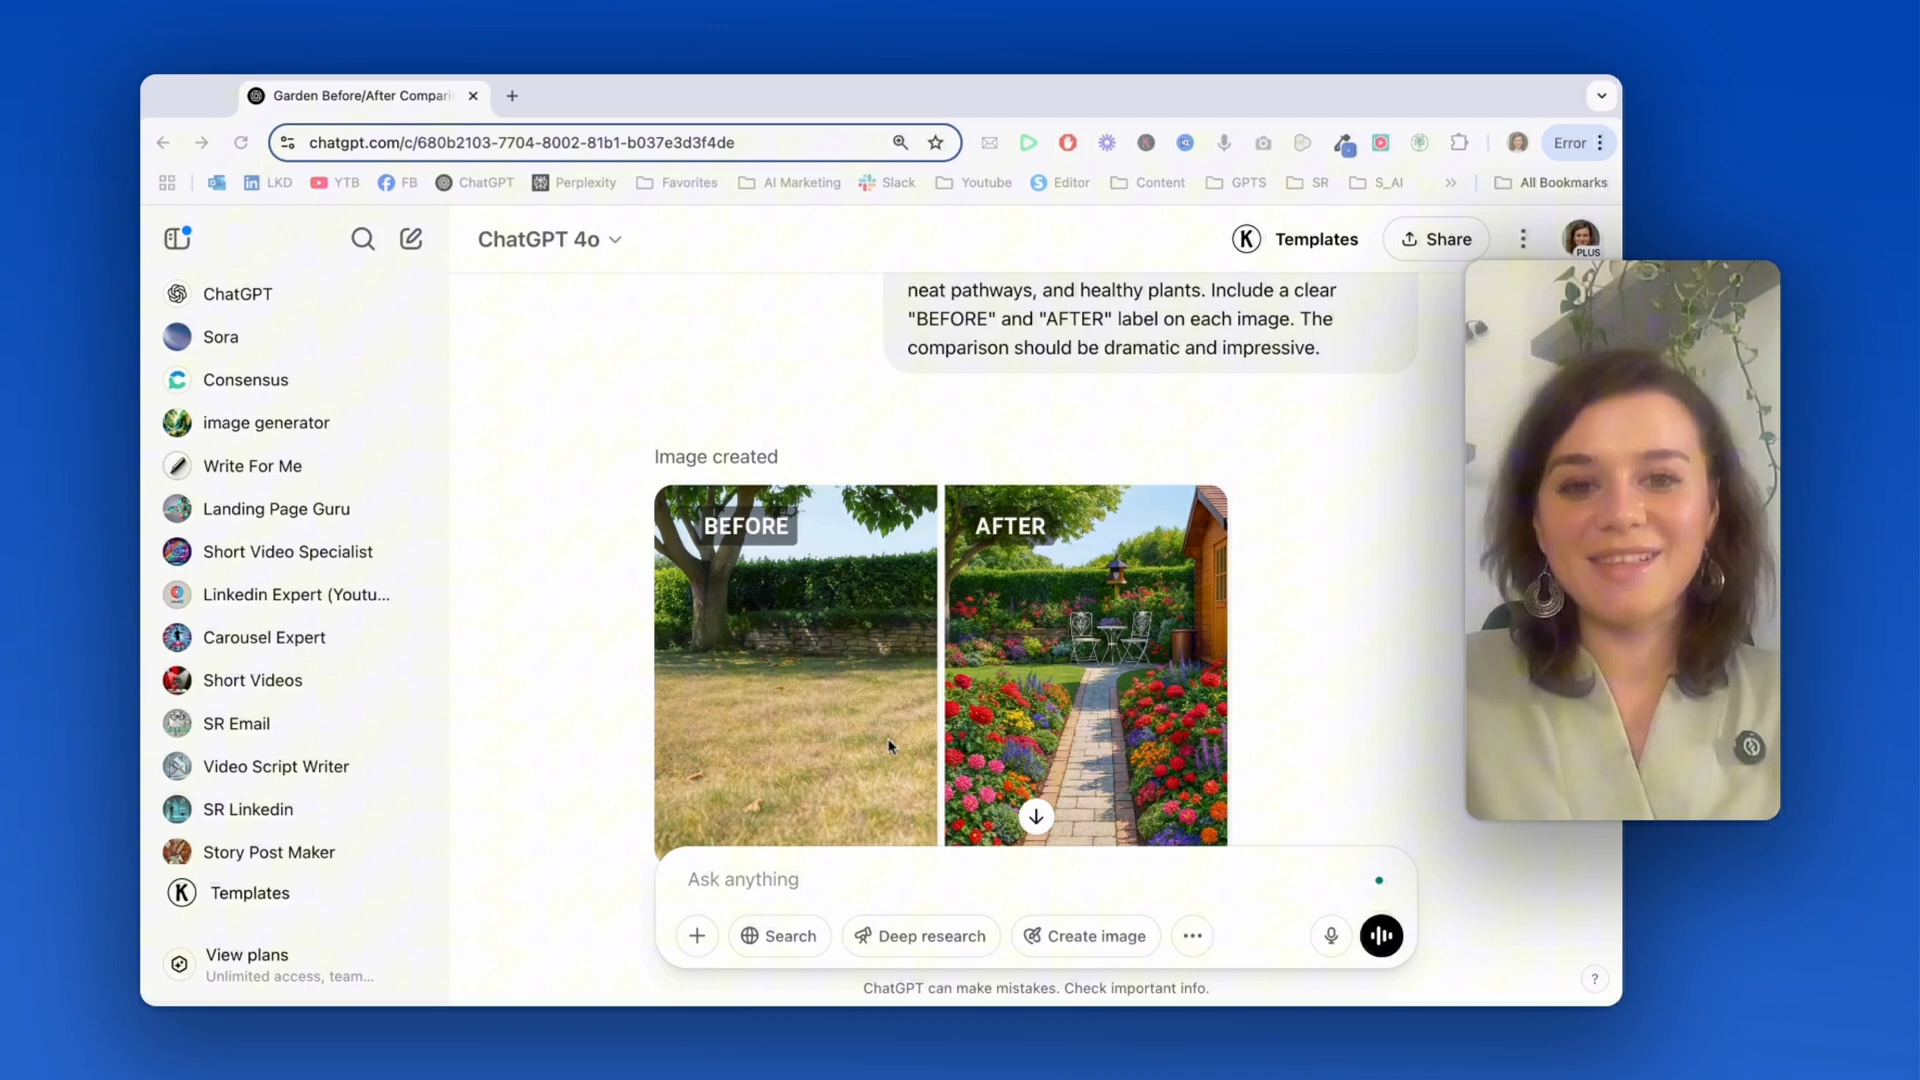 Garden Before/After Compari
chatgpt.com/c/680b2103-7704-8002-81b1-b037e3d3f4de
Error
LKD
YTB
FB
ChatGPT
Perplexity
Favorites
AI Marketing
Slack
Youtube
Editor
Content
GPTS
SR
S_AI
All Bookmarks
ChatGPT 4o
K Templates
Share
PLUS
ChatGPT
Sora
Consensus
image generator
Write For Me
Landing Page Guru
Short Video Specialist
Linkedin Expert (Youtu...
Carousel Expert
Short Videos
SR Email
Video Script Writer
SR Linkedin
Story Post Maker
K Templates
View plans
Unlimited access, team...
neat pathways, and healthy plants. Include a clear
"BEFORE" and "AFTER" label on each image. The
comparison should be dramatic and impressive.
Image created
BEFORE
AFTER
Ask anything
Search
Deep research
Create image
ChatGPT can make mistakes. Check important info.
?